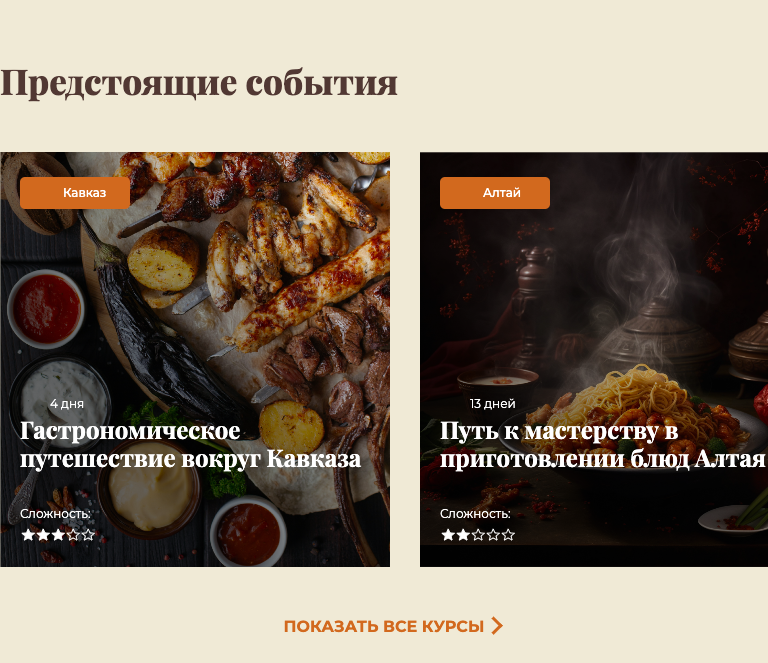 Предстоящие события
Кавказ
4 дня
Гастрономическое
путешествие вокруг Кавказа
Сложность:
Алтай
13 дней
Путь к мастерству в
приготовлении блюд Алтая
Сложность:
ПОКАЗАТЬ ВСЕ КУРСЫ